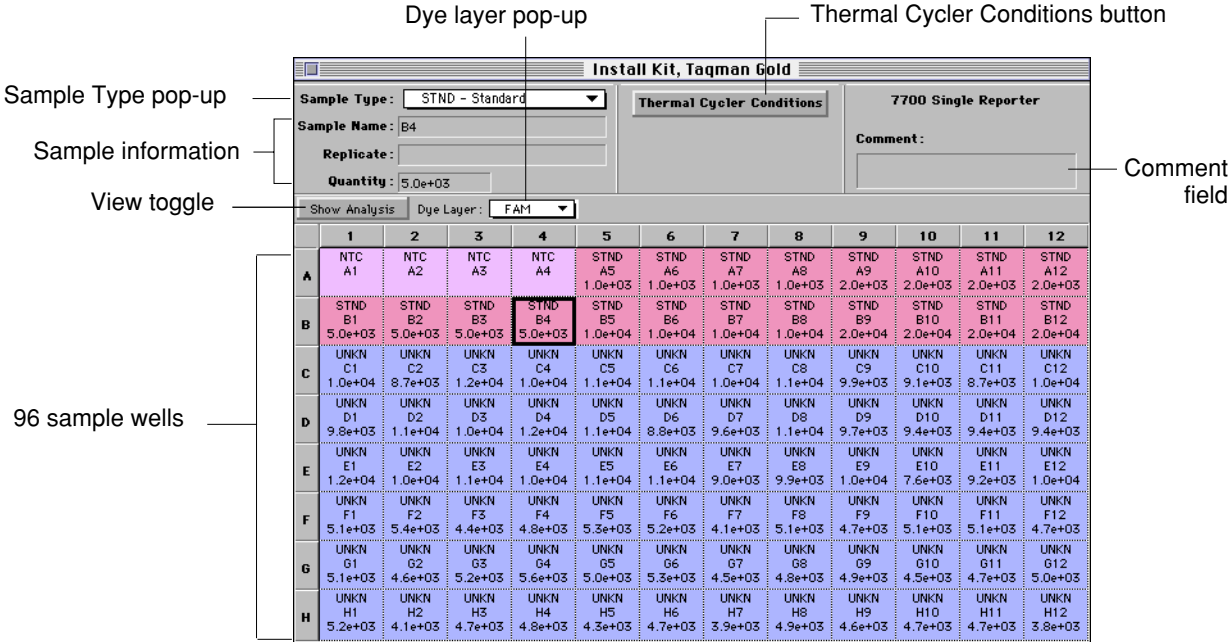 Dye layer pop-up
Thermal Cycler Conditions button
Install Kit, Taqman Gold
Sample Type pop-up
Sample Type: STND - Standard
Thermal Cycler Conditions
7700 Single Reporter
Sample information
Sample Name: B4
Comment:
Replicate:
Comment
field
Quantity: 5.0e+03
View toggle
Show Analysis Dye Layer: FAM
1 2 3 4 5 6 7 8 9 10 11 12
A
NTC NTC NTC NTC STND STND STND STND STND STND STND STND
A1 A2 A3 A4 A5 A6 A7 A8 A9 A10 A11 A12
1.0e+03 1.0e+03 1.0e+03 1.0e+03 2.0e+03 2.0e+03 2.0e+03 2.0e+03
B
STND STND STND STND STND STND STND STND STND STND STND STND
B1 B2 B3 B4 B5 B6 B7 B8 B9 B10 B11 B12
5.0e+03 5.0e+03 5.0e+03 5.0e+03 1.0e+04 1.0e+04 1.0e+04 1.0e+04 2.0e+04 2.0e+04 2.0e+04 2.0e+04
C
UNKN UNKN UNKN UNKN UNKN UNKN UNKN UNKN UNKN UNKN UNKN UNKN
C1 C2 C3 C4 C5 C6 C7 C8 C9 C10 C11 C12
1.0e+04 8.7e+03 1.2e+04 1.0e+04 1.1e+04 1.1e+04 1.0e+04 1.1e+04 9.9e+03 9.1e+03 8.7e+03 1.0e+04
96 sample wells
D
UNKN UNKN UNKN UNKN UNKN UNKN UNKN UNKN UNKN UNKN UNKN UNKN
D1 D2 D3 D4 D5 D6 D7 D8 D9 D10 D11 D12
9.8e+03 1.1e+04 1.0e+04 1.2e+04 1.1e+04 8.8e+03 9.6e+03 1.1e+04 9.7e+03 9.4e+03 9.4e+03 9.4e+03
E
UNKN UNKN UNKN UNKN UNKN UNKN UNKN UNKN UNKN UNKN UNKN UNKN
E1 E2 E3 E4 E5 E6 E7 E8 E9 E10 E11 E12
1.2e+04 1.0e+04 1.1e+04 1.0e+04 1.1e+04 1.1e+04 9.0e+03 9.9e+03 1.0e+04 7.6e+03 9.2e+03 1.0e+04
F
UNKN UNKN UNKN UNKN UNKN UNKN UNKN UNKN UNKN UNKN UNKN UNKN
F1 F2 F3 F4 F5 F6 F7 F8 F9 F10 F11 F12
5.1e+03 5.4e+03 4.4e+03 4.8e+03 5.3e+03 5.2e+03 4.1e+03 5.1e+03 4.7e+03 5.1e+03 5.1e+03 4.7e+03
G
UNKN UNKN UNKN UNKN UNKN UNKN UNKN UNKN UNKN UNKN UNKN UNKN
G1 G2 G3 G4 G5 G6 G7 G8 G9 G10 G11 G12
5.1e+03 4.6e+03 5.2e+03 5.6e+03 5.0e+03 5.3e+03 4.5e+03 4.8e+03 4.9e+03 4.5e+03 4.7e+03 5.0e+03
H
UNKN UNKN UNKN UNKN UNKN UNKN UNKN UNKN UNKN UNKN UNKN UNKN
H1 H2 H3 H4 H5 H6 H7 H8 H9 H10 H11 H12
5.2e+03 4.1e+03 4.7e+03 4.8e+03 4.3e+03 4.7e+03 3.9e+03 4.9e+03 4.6e+03 4.7e+03 4.7e+03 3.8e+03